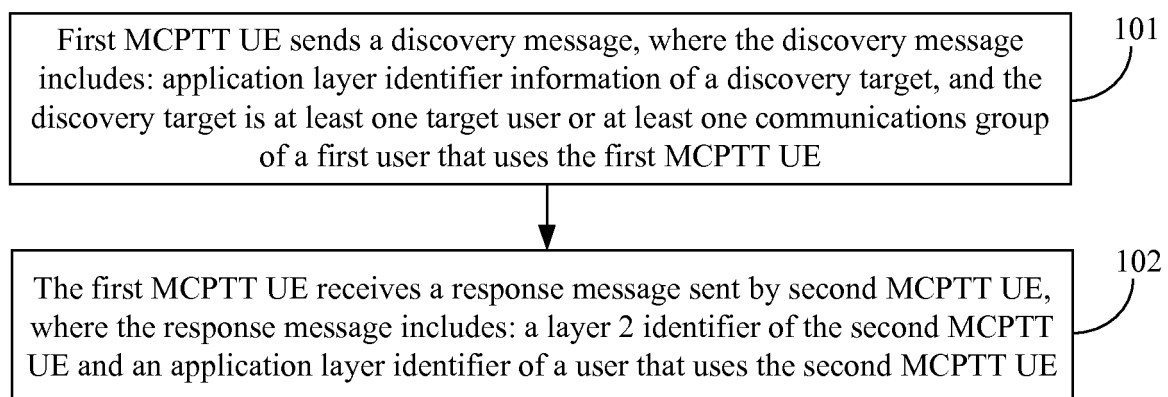 First MCPTT UE sends a discovery message, where the discovery message
includes: application layer identifier information of a discovery target, and the
discovery target is at least one target user or at least one communications group
of a first user that uses the first MCPTT UE
101
The first MCPTT UE receives a response message sent by second MCPTT UE,
where the response message includes: a layer 2 identifier of the second MCPTT
UE and an application layer identifier of a user that uses the second MCPTT UE
102